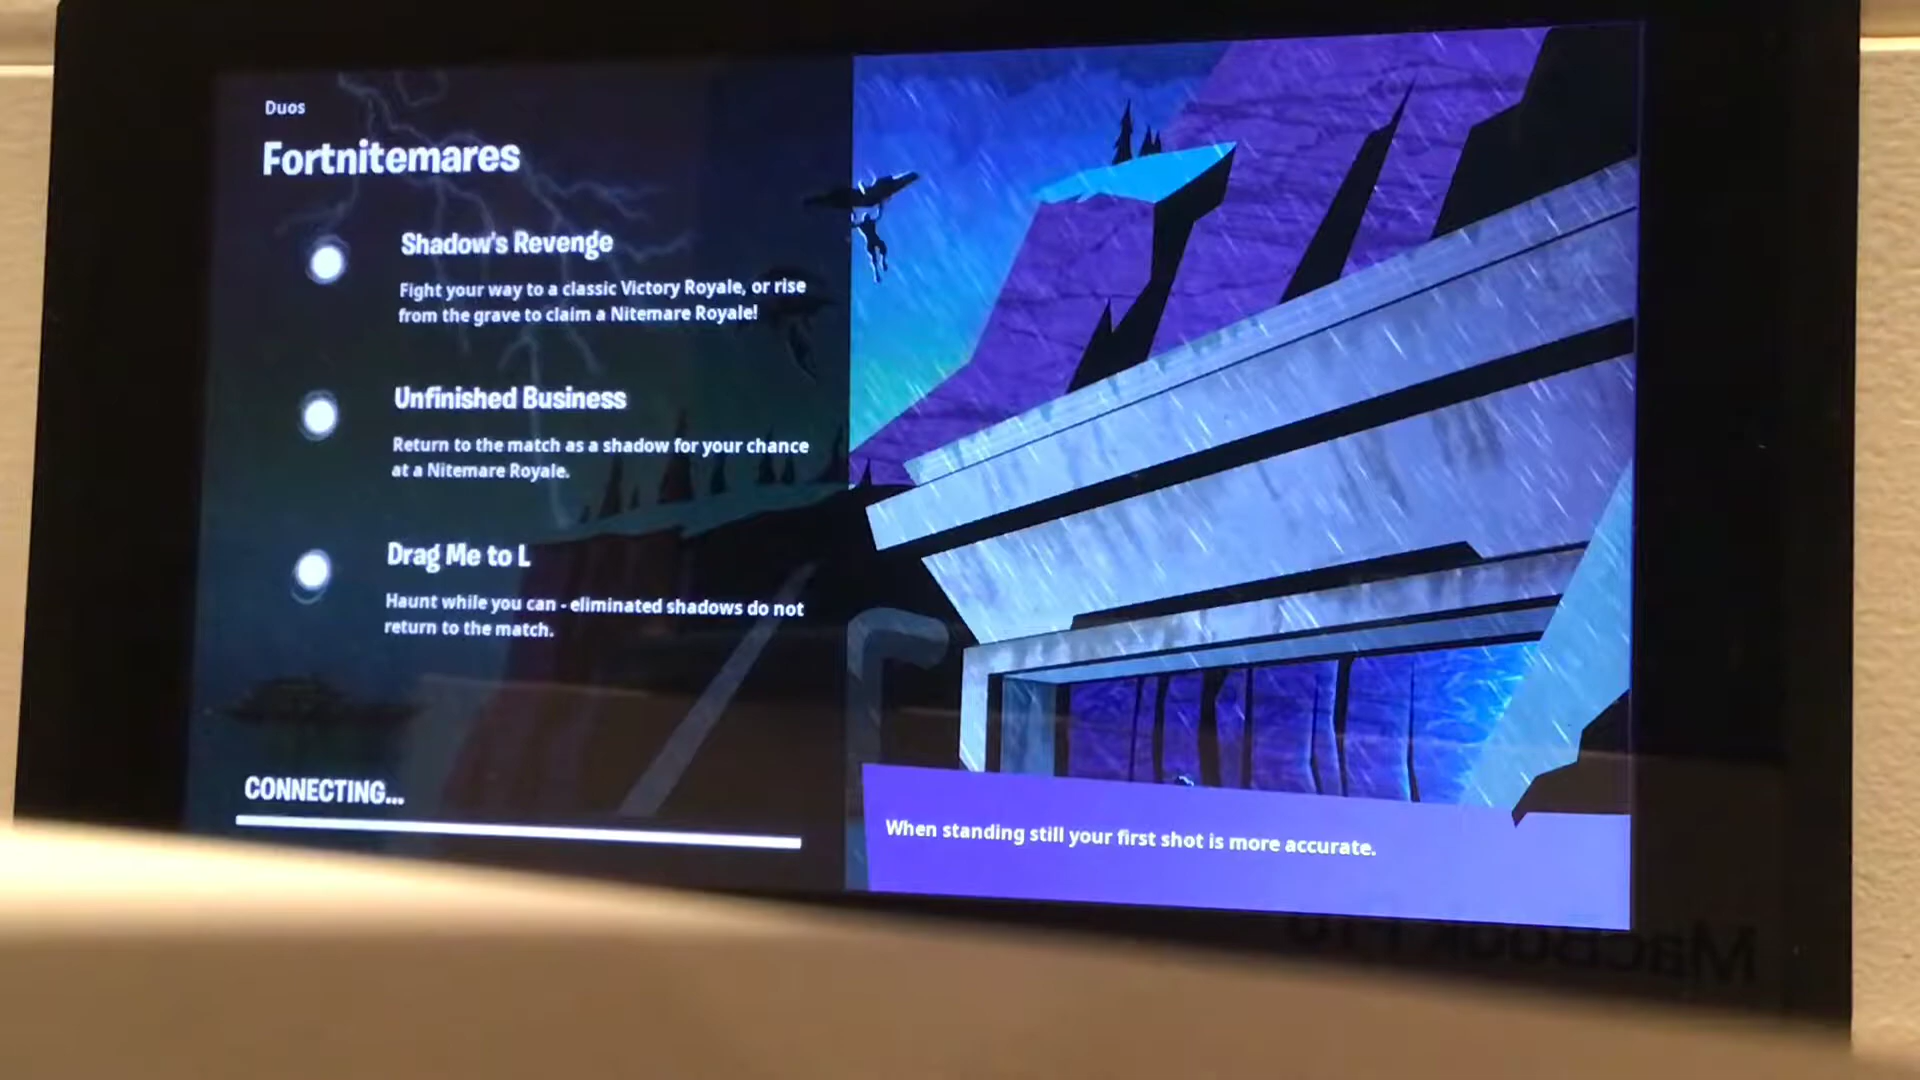 Duos
Fortnitemares
Shadow's Revenge
Fight your way to a classic Victory Royale, or rise
from the grave to claim a Nitemare Royale!
Unfinished Business
Return to the match as a shadow for your chance
at a Nitemare Royale.
Drag Me to L
Haunt while you can - eliminated shadows do not
return to the match.
CONNECTING...
When standing still your first shot is more accurate.
MacBook Pro